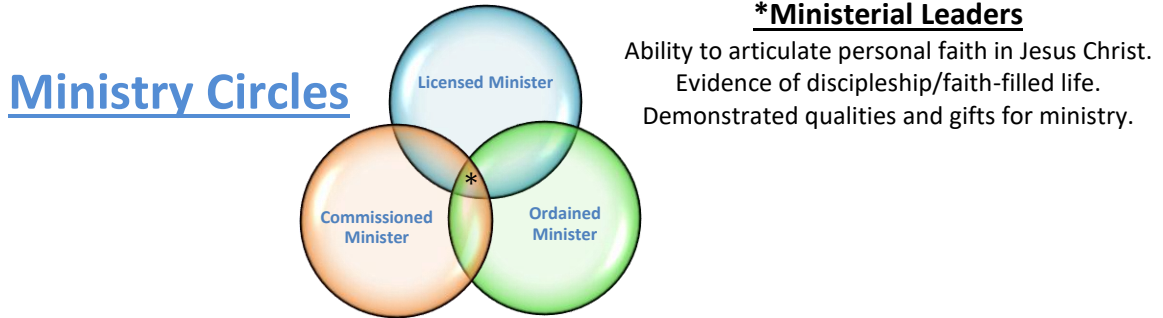 Ministry Circles
Licensed Minister
*
Commissioned
Minister
Ordained
Minister
*Ministerial Leaders
Ability to articulate personal faith in Jesus Christ.
Evidence of discipleship/faith-filled life.
Demonstrated qualities and gifts for ministry.